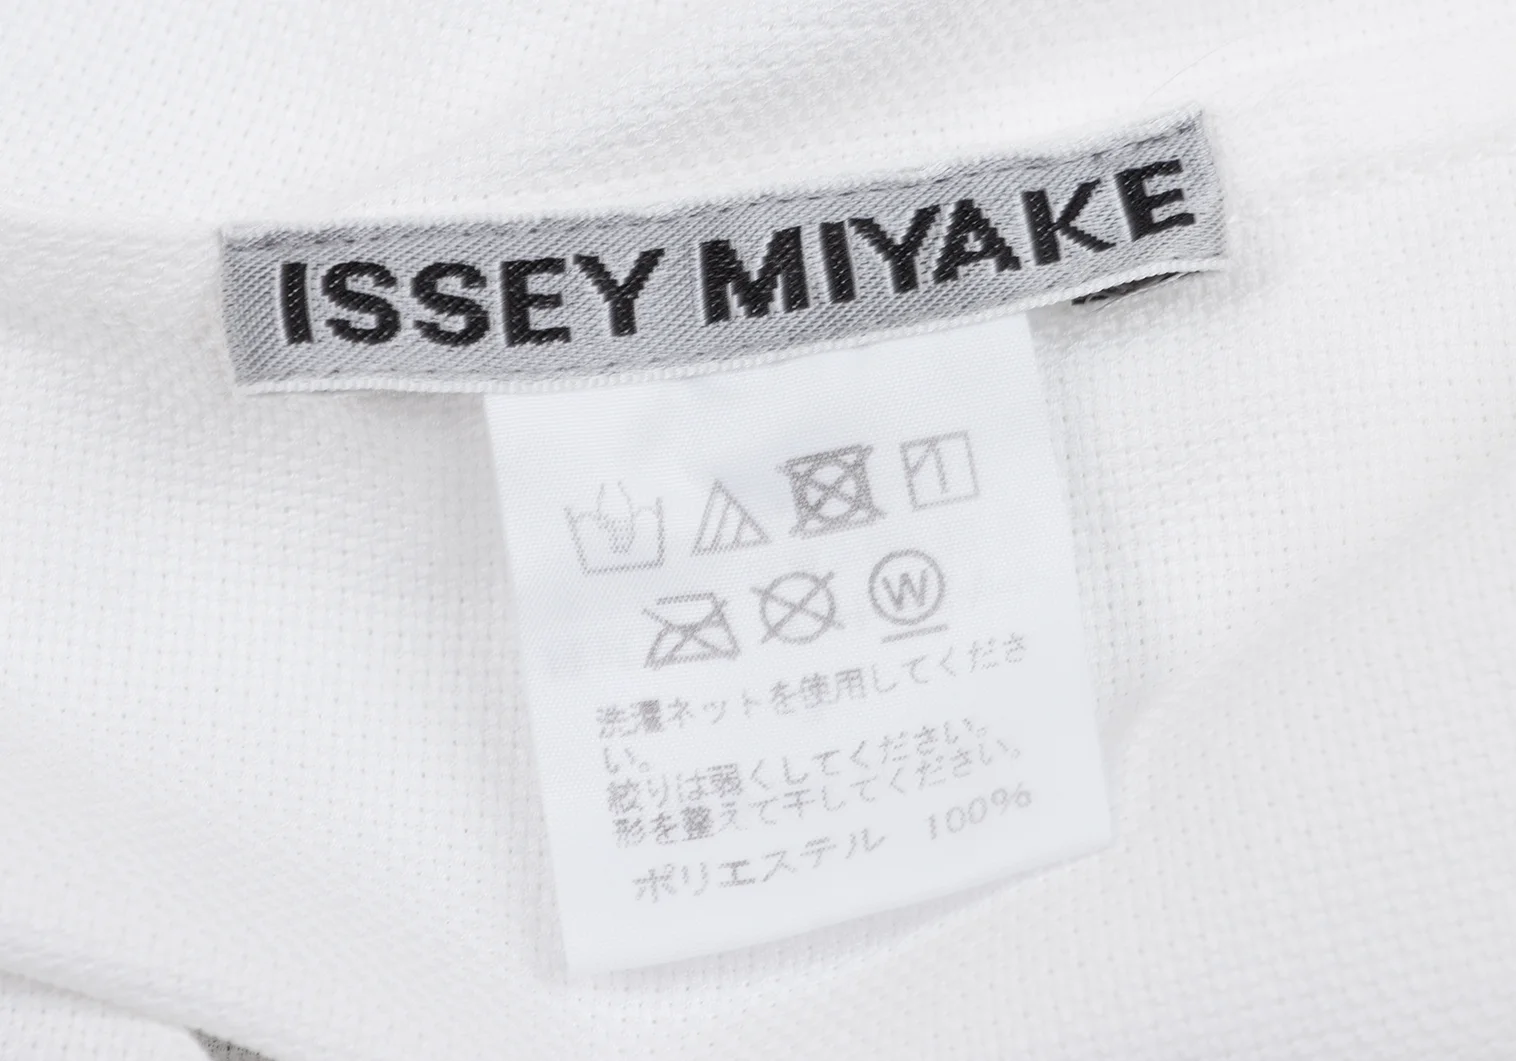 ISSEY MIYAKE
W
洗濯ネットを使用してくださ
い。
絞りは弱くしてください。
形を整えて干してください。
ポリエステル 100%